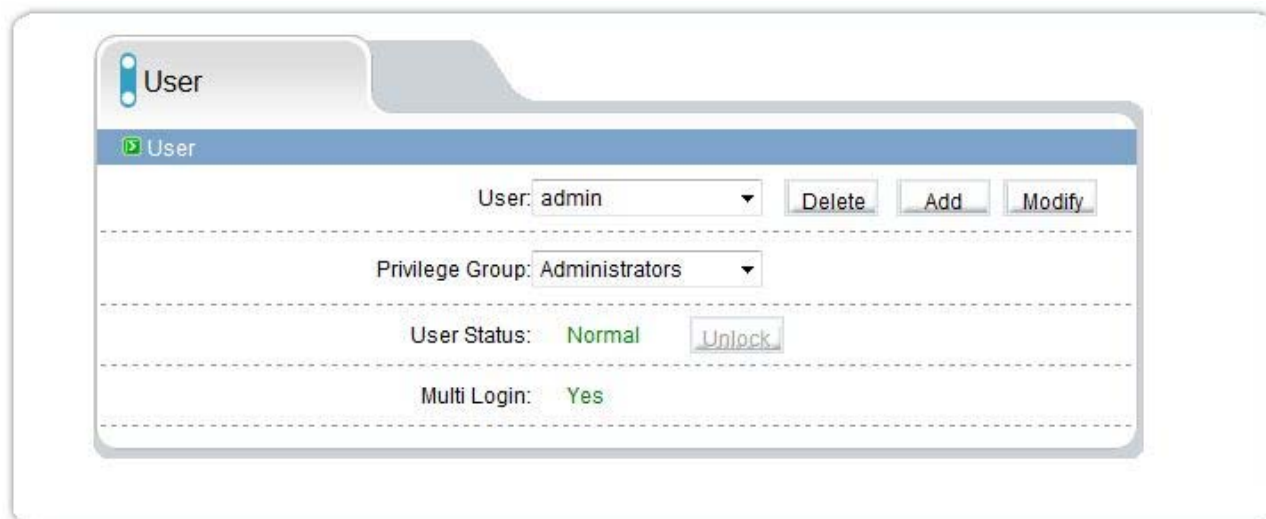 User
User
User: admin Delete Add Modify
Privilege Group: Administrators
User Status: Normal Unlock
Multi Login: Yes